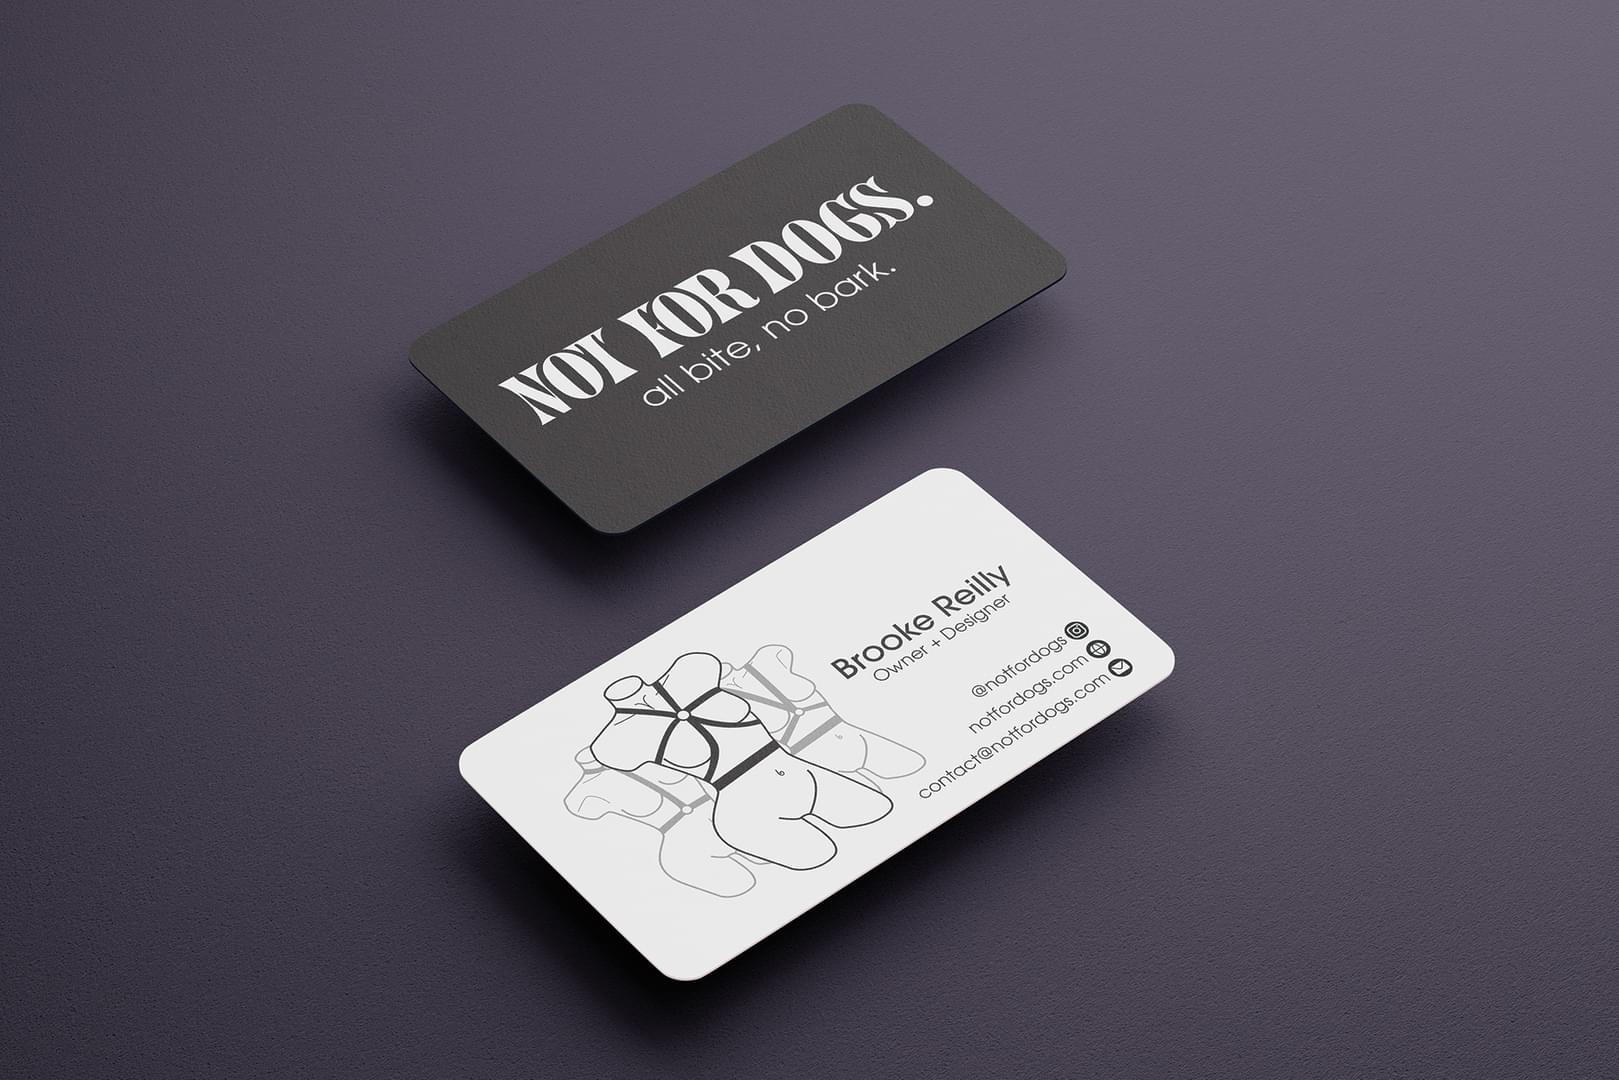 NOT FOR DOGS.
all bite, no bark.
Brooke Reilly
Owner + Designer
@notfordogs
notfordogs.com
contact@notfordogs.com